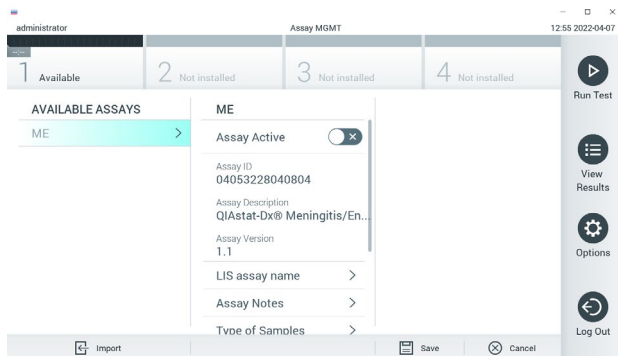 administrator
Assay MGMT
12:55 2022-04-07
--:--
1 Available
2 Not installed
3 Not installed
4 Not installed
Run Test
View
Results
Options
Log Out
AVAILABLE ASSAYS
ME
ME
Assay Active
Assay ID
04053228040804
Assay Description
QIAstat-Dx® Meningitis/En...
Assay Version
1.1
LIS assay name
Assay Notes
Type of Samples
Import
Save
Cancel